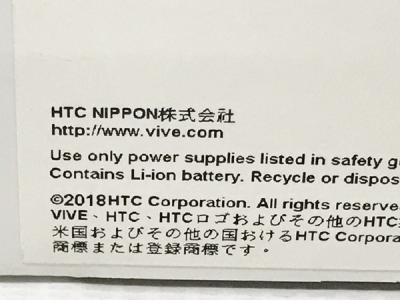 HTC NIPPON株式会社
http://www.vive.com
Use only power supplies listed in safety
Contains Li-ion battery. Recycle or
©2018HTC Corporation. All rights
VIVE、HTC、HTCロゴおよびその他のHTC
米国およびその他の国おけるHTC
商標または登録商標です。